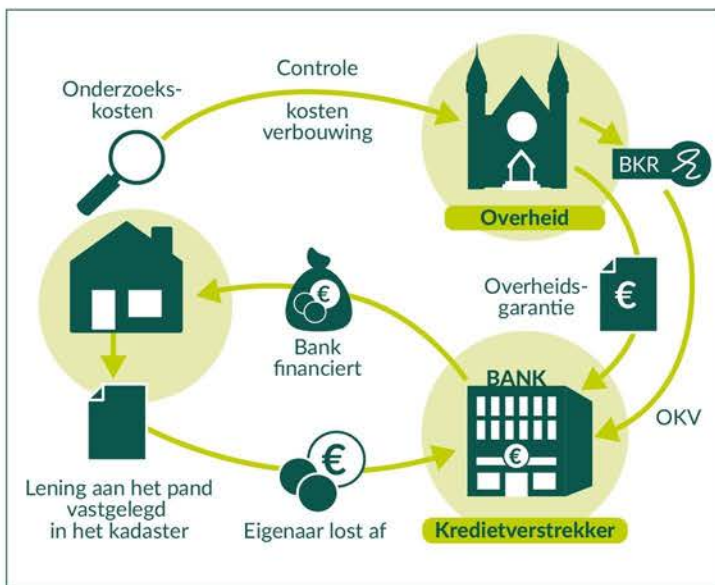 Onderzoeks-
kosten
Controle
kosten
verbouwing
BKR
Overheid
Overheids-
garantie
€
€
Bank
financiert
BANK
€
OKV
Lening aan het pand
vastgelegd
in het kadaster
€
Eigenaar lost af
Kredietverstrekker